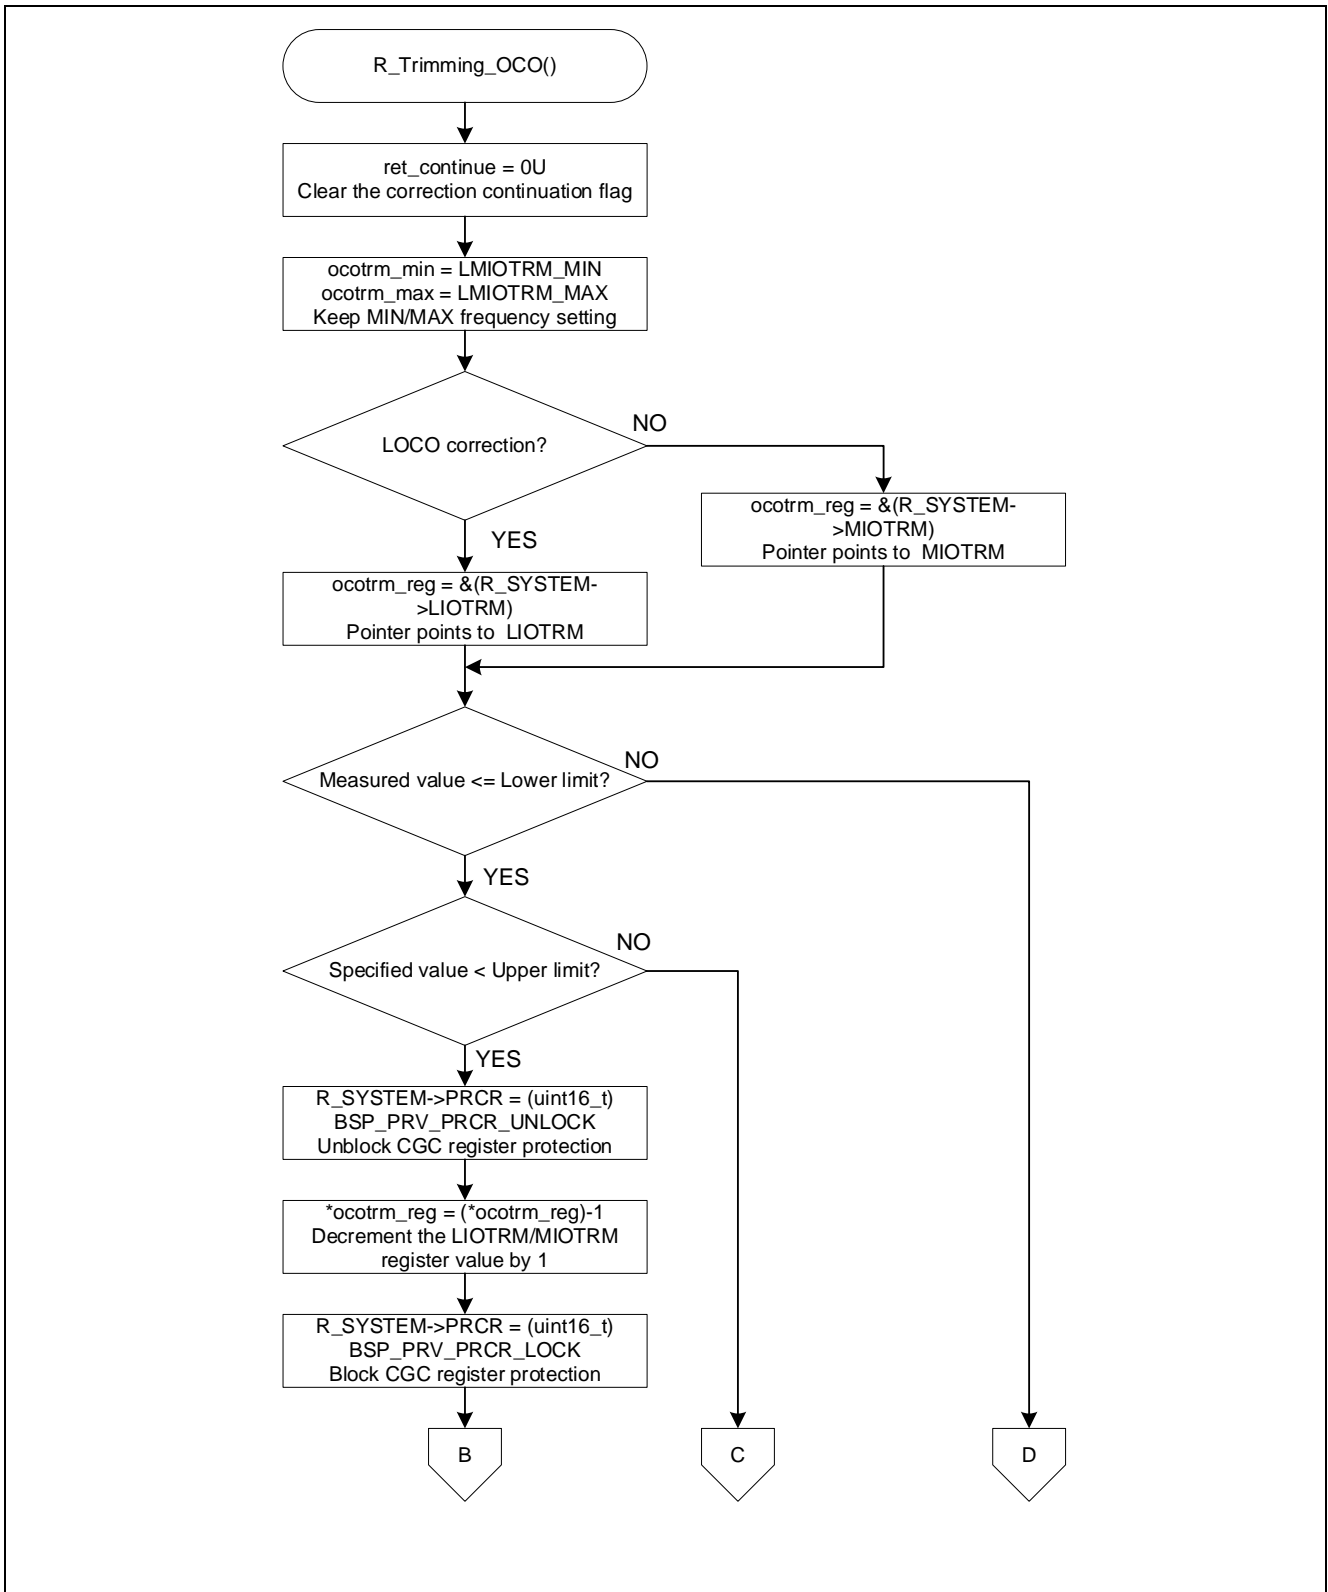 R_Trimming_OCO()
ret_continue = 0U
Clear the correction continuation flag
ocotrm_min = LMIOTRM_MIN
ocotrm_max = LMIOTRM_MAX
Keep MIN/MAX frequency setting
LOCO correction?
NO
YES
ocotrm_reg = &(R_SYSTEM-
>MIOTRM)
Pointer points to  MIOTRM
ocotrm_reg = &(R_SYSTEM-
>LIOTRM)
Pointer points to  LIOTRM
Measured value <= Lower limit?
NO
YES
Specified value < Upper limit?
NO
YES
R_SYSTEM->PRCR = (uint16_t)
BSP_PRV_PRCR_UNLOCK
Unblock CGC register protection
*ocotrm_reg = (*ocotrm_reg)-1
Decrement the LIOTRM/MIOTRM
register value by 1
R_SYSTEM->PRCR = (uint16_t)
BSP_PRV_PRCR_LOCK
Block CGC register protection
B
C
D